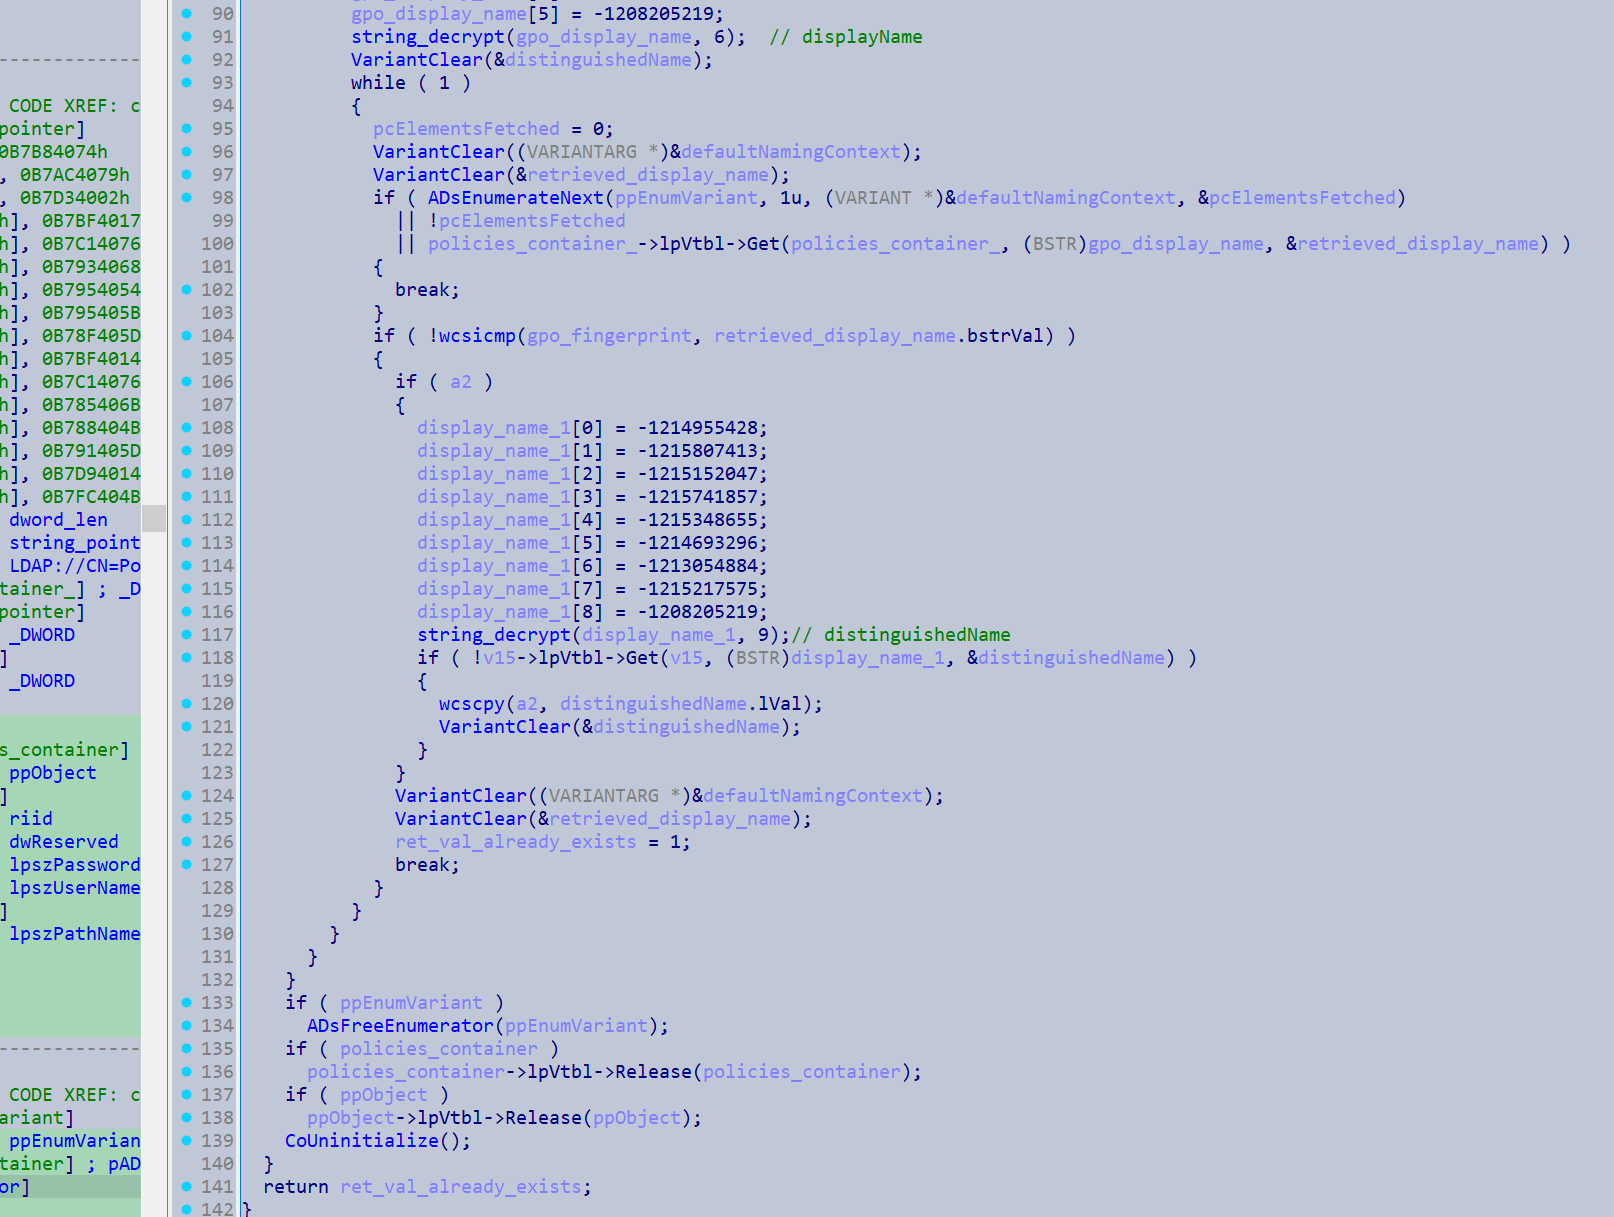 ------------
CODE XREF: c
pointer]
0B7B84074h
, 0B7AC4079h
, 0B7D34002h
h], 0B7BF4017
h], 0B7C14076
h], 0B7934068
h], 0B7954054
h], 0B795405B
h], 0B78F405D
h], 0B7BF4014
h], 0B7C14076
h], 0B785406B
h], 0B788404B
h], 0B791405D
h], 0B7D94014
h], 0B7FC404B
dword_len
string_point
LDAP://CN=Po
tainer_] ; _D
pointer]
_DWORD
]
_DWORD
s_container]
ppObject
]
riid
dwReserved
lpszPassword
lpszUserName
]
lpszPathName
------------
CODE XREF: c
ariant]
ppEnumVarian
tainer] ; pAD
or]
90 gpo_display_name[5] = -1208205219;
91 string_decrypt(gpo_display_name, 6);  // displayName
92 VariantClear(&distinguishedName);
93 while ( 1 )
94 {
95 pcElementsFetched = 0;
96 VariantClear((VARIANTARG *)&defaultNamingContext);
97 VariantClear(&retrieved_display_name);
98 if ( ADsEnumerateNext(ppEnumVariant, 1u, (VARIANT *)&defaultNamingContext, &pcElementsFetched)
99 || !pcElementsFetched
100 || policies_container_->lpVtbl->Get(policies_container_, (BSTR)gpo_display_name, &retrieved_display_name) )
101 {
102 break;
103 }
104 if ( !wcsicmp(gpo_fingerprint, retrieved_display_name.bstrVal) )
105 {
106 if ( a2 )
107 {
108 display_name_1[0] = -1214955428;
109 display_name_1[1] = -1215807413;
110 display_name_1[2] = -1215152047;
111 display_name_1[3] = -1215741857;
112 display_name_1[4] = -1215348655;
113 display_name_1[5] = -1214693296;
114 display_name_1[6] = -1213054884;
115 display_name_1[7] = -1215217575;
116 display_name_1[8] = -1208205219;
117 string_decrypt(display_name_1, 9);// distinguishedName
118 if ( !v15->lpVtbl->Get(v15, (BSTR)display_name_1, &distinguishedName) )
119 {
120 wcscpy(a2, distinguishedName.lVal);
121 VariantClear(&distinguishedName);
122 }
123 }
124 VariantClear((VARIANTARG *)&defaultNamingContext);
125 VariantClear(&retrieved_display_name);
126 ret_val_already_exists = 1;
127 break;
128 }
129 }
130 }
131 }
132 }
133 if ( ppEnumVariant )
134 ADsFreeEnumerator(ppEnumVariant);
135 if ( policies_container )
136 policies_container->lpVtbl->Release(policies_container);
137 if ( ppObject )
138 ppObject->lpVtbl->Release(ppObject);
139 CoUninitialize();
140 }
141 return ret_val_already_exists;
142 }